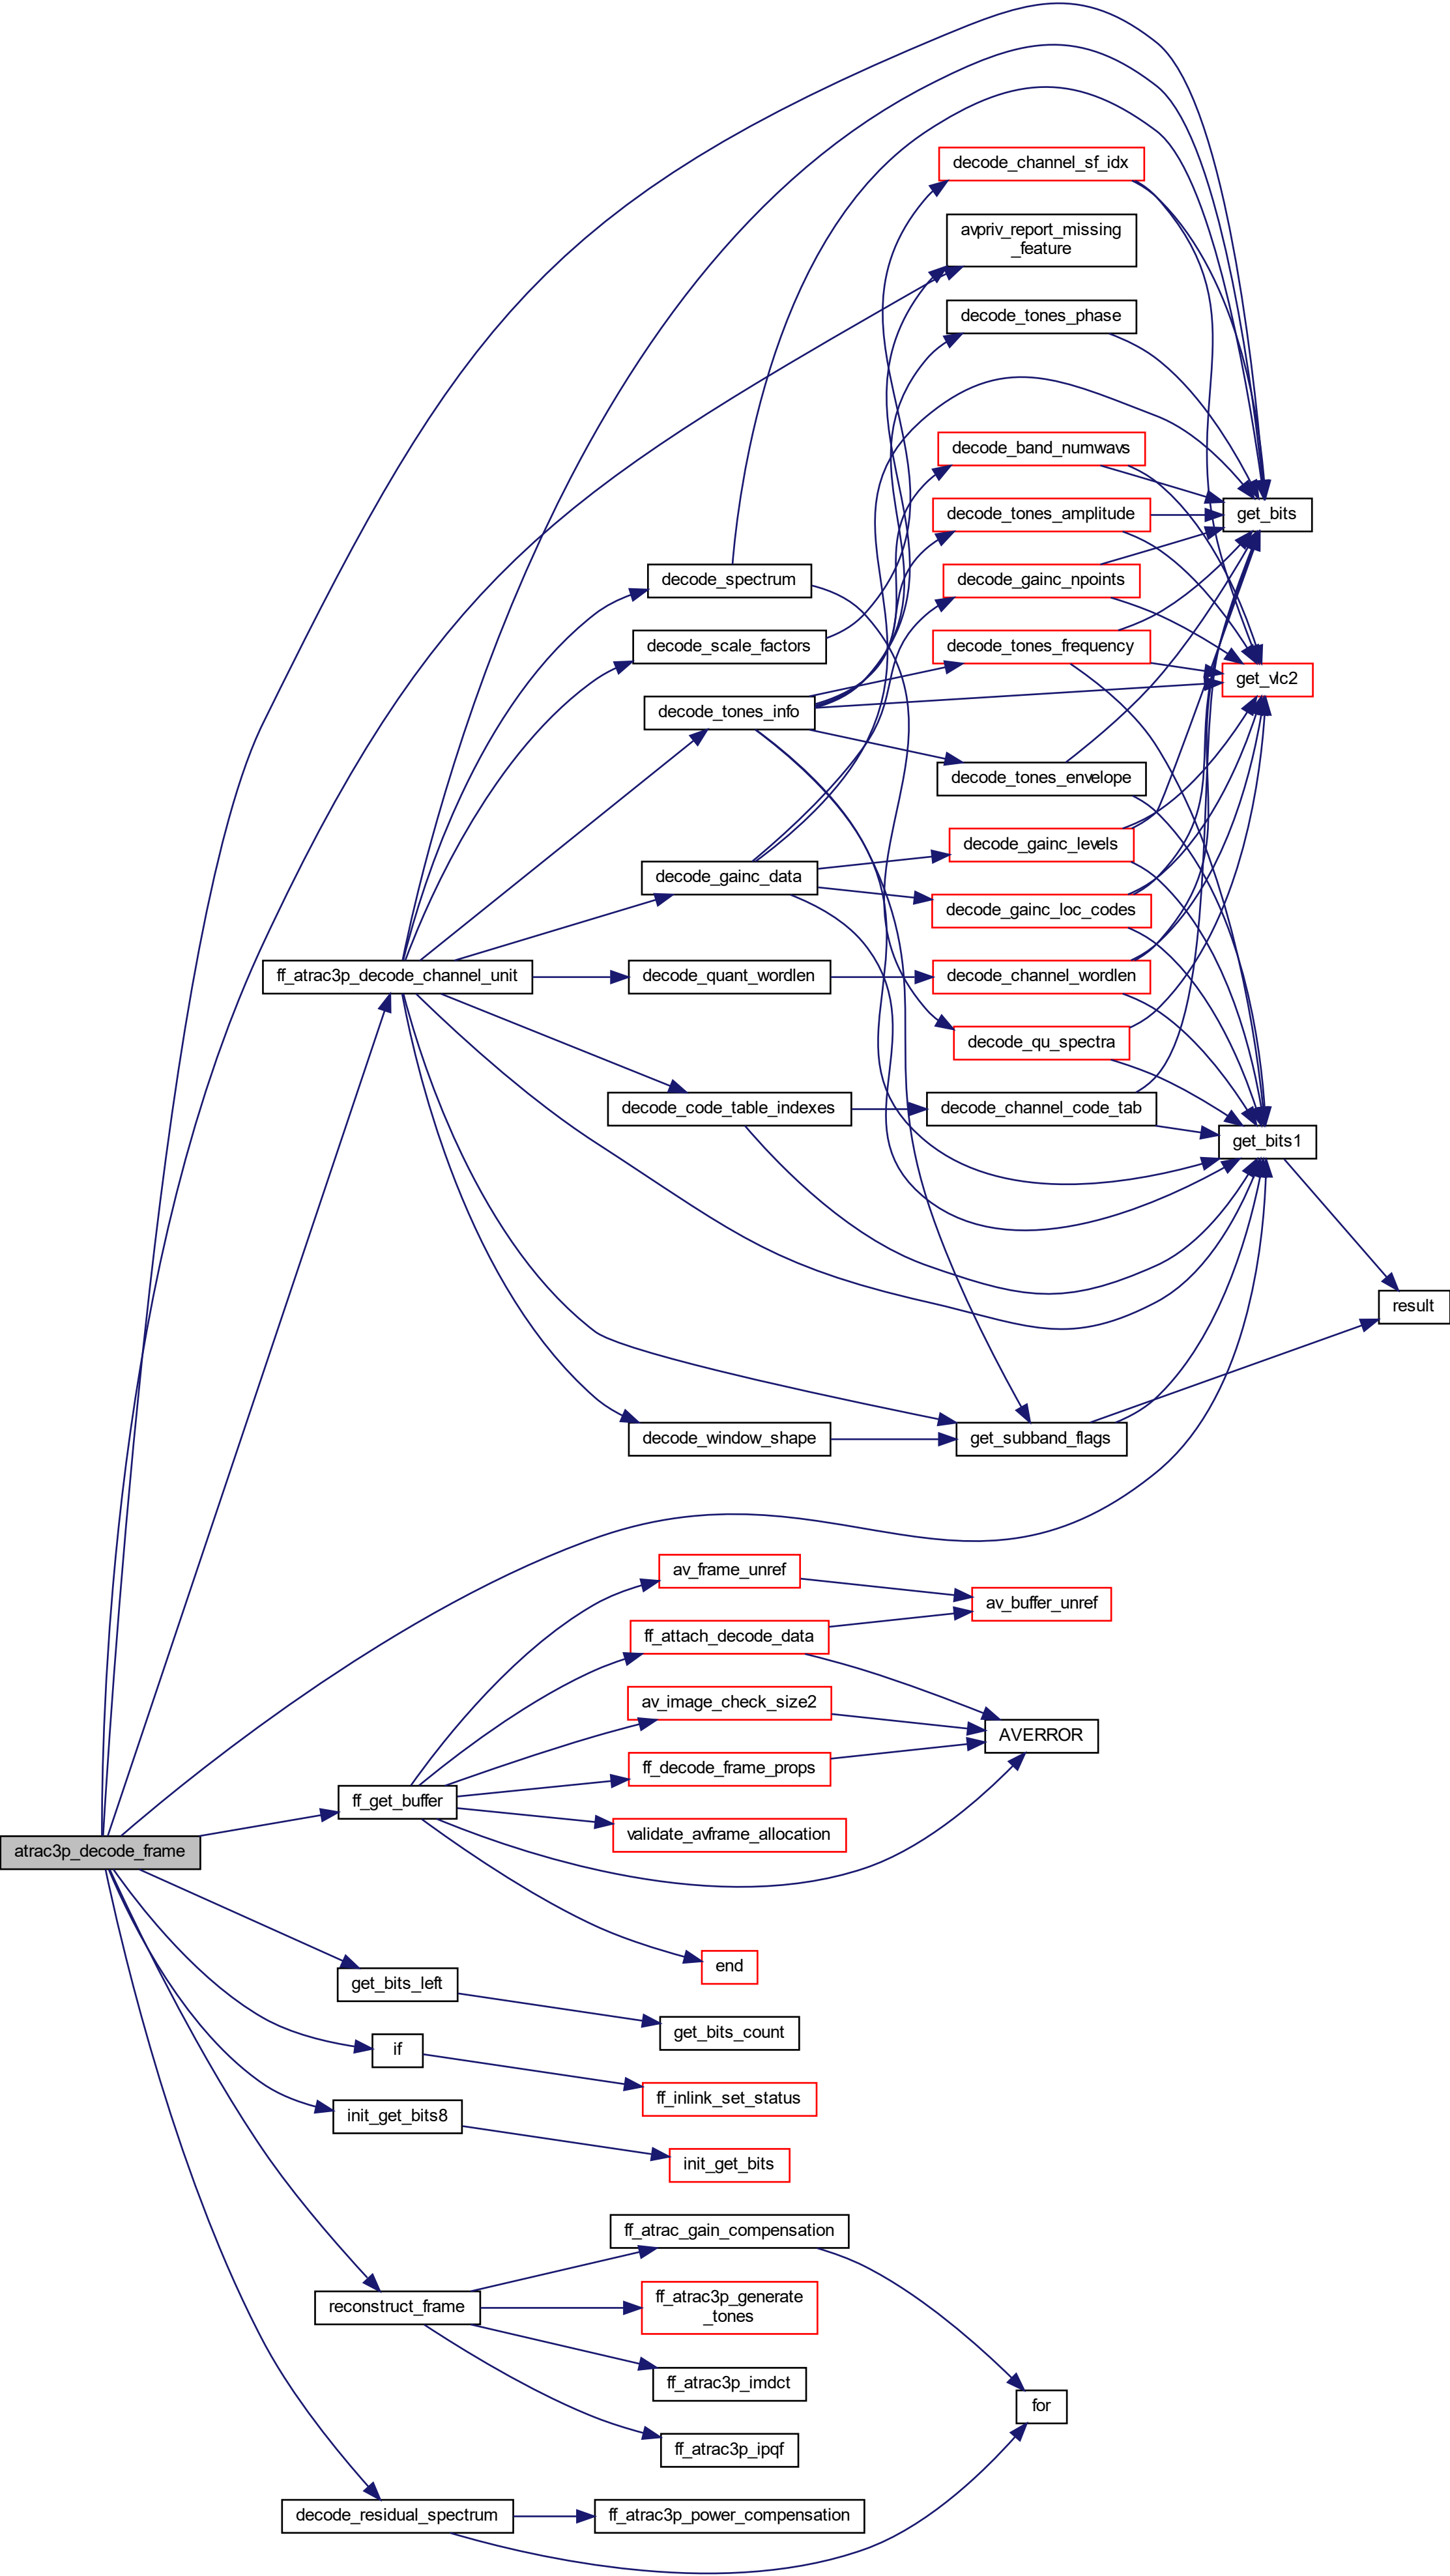 decode_channel_sf_idx
avpriv_report_missing
_feature
decode_tones_phase
decode_band_numwavs
decode_tones_amplitude
get_bits
decode_spectrum
decode_gainc_npoints
decode_scale_factors
decode_tones_frequency
get_vlc2
decode_tones_info
decode_tones_envelope
decode_gainc_levels
decode_gainc_data
decode_gainc_loc_codes
ff_atrac3p_decode_channel_unit
decode_quant_wordlen
decode_channel_wordlen
decode_qu_spectra
decode_code_table_indexes
decode_channel_code_tab
get_bits1
result
decode_window_shape
get_subband_flags
av_frame_unref
av_buffer_unref
ff_attach_decode_data
av_image_check_size2
AVERROR
ff_decode_frame_props
ff_get_buffer
validate_avframe_allocation
atrac3p_decode_frame
end
get_bits_left
get_bits_count
if
ff_inlink_set_status
init_get_bits8
init_get_bits
ff_atrac_gain_compensation
reconstruct_frame
ff_atrac3p_generate
_tones
ff_atrac3p_imdct
for
ff_atrac3p_ipqf
decode_residual_spectrum
ff_atrac3p_power_compensation